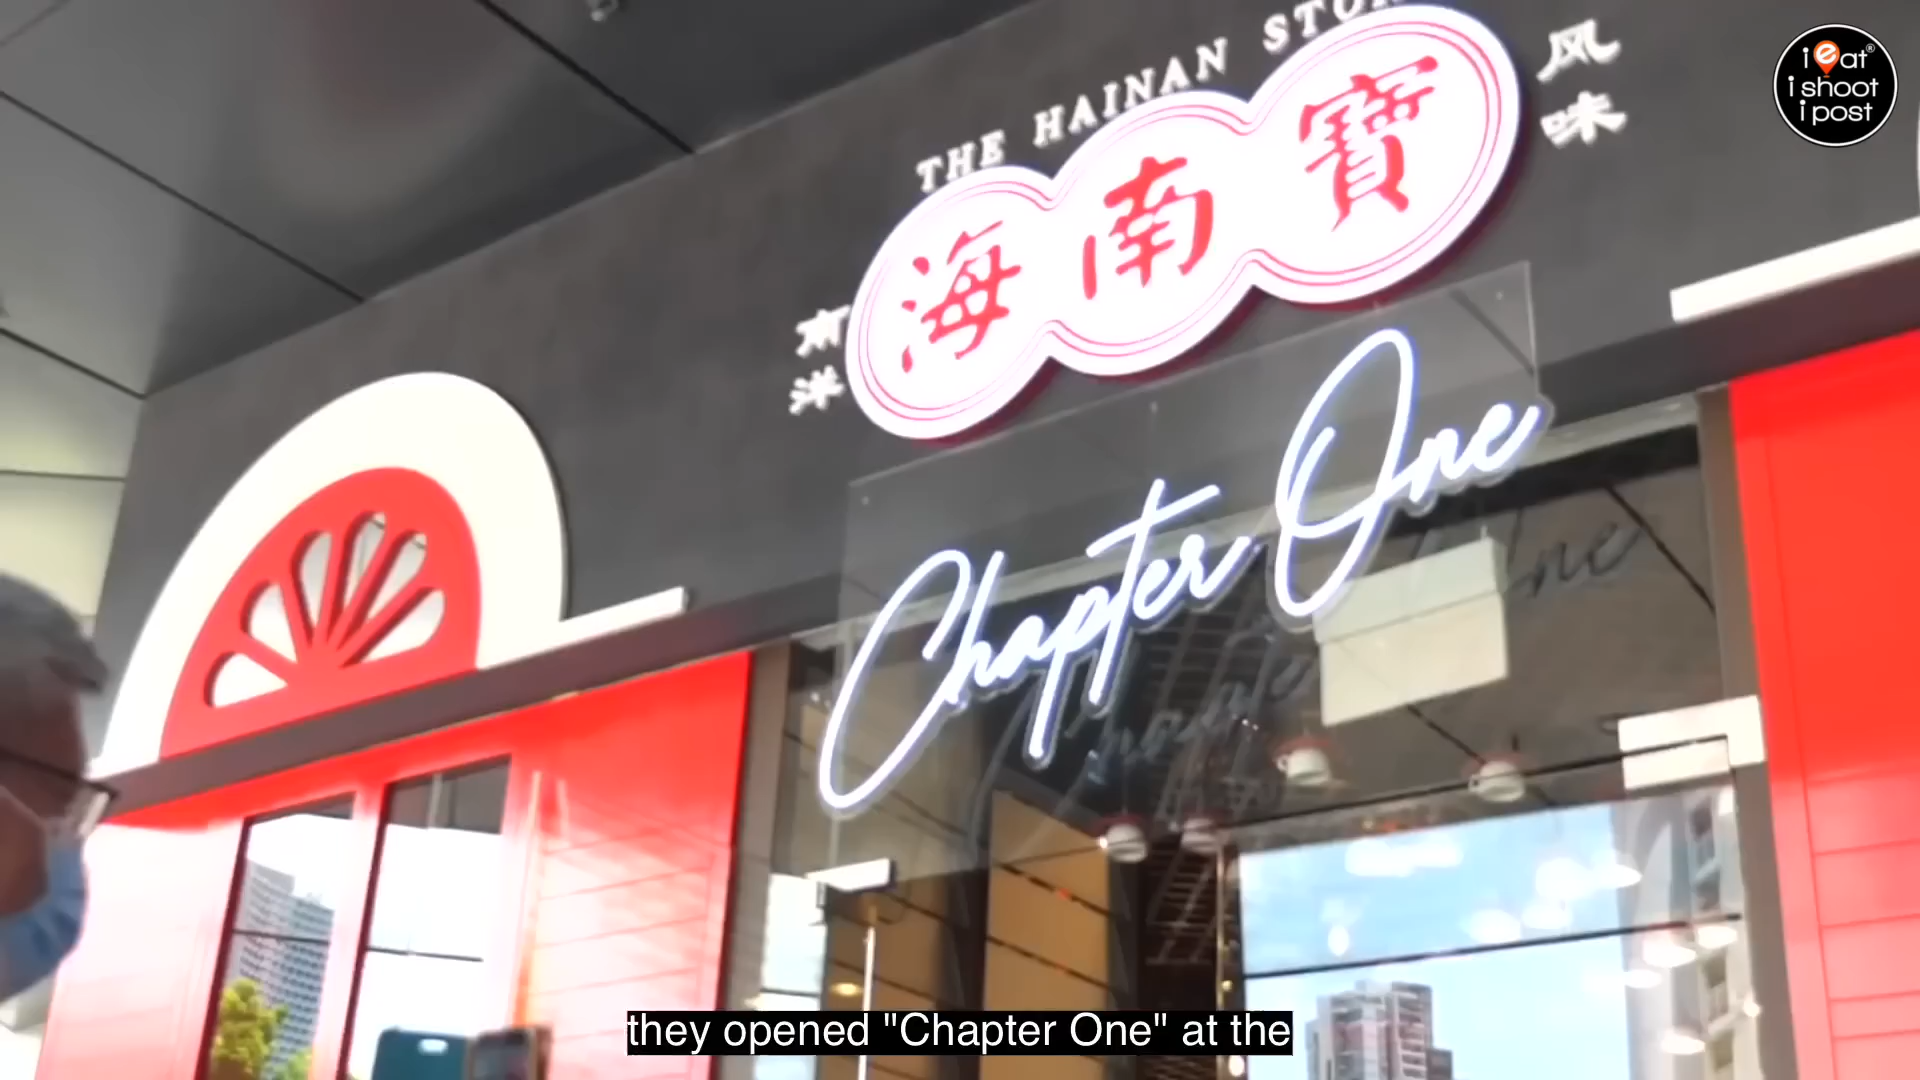 THE HAINAN STORY
海南寶
南洋
风味
Chapter One
i eat®
i shoot
i post
they opened "Chapter One" at the